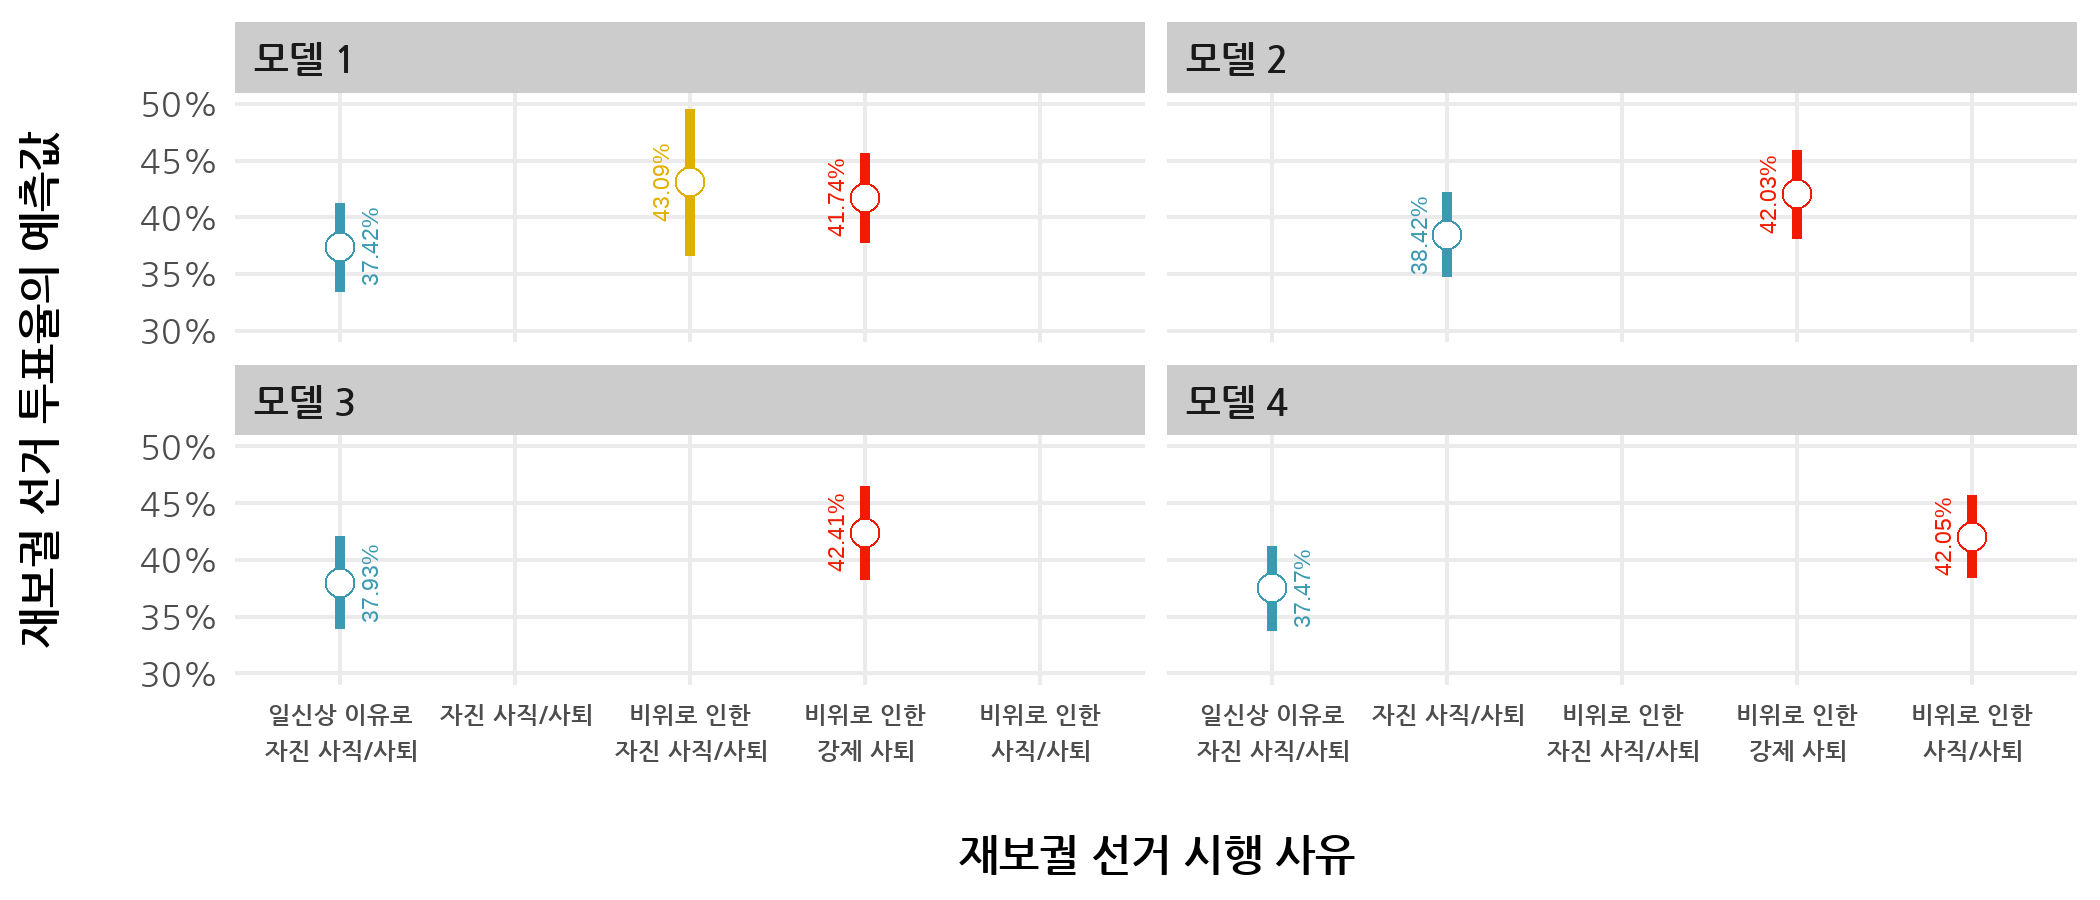 재보궐 선거 투표율의 예측값
모델 1
50%
45%
40%
35%
30%
37.42%
43.09%
41.74%
모델 2
38.42%
42.03%
모델 3
50%
45%
40%
35%
30%
37.93%
42.41%
모델 4
37.47%
42.05%
일신상 이유로
자진 사직/사퇴
자진 사직/사퇴
비위로 인한
자진 사직/사퇴
비위로 인한
강제 사퇴
비위로 인한
사직/사퇴
일신상 이유로
자진 사직/사퇴
자진 사직/사퇴
비위로 인한
자진 사직/사퇴
비위로 인한
강제 사퇴
비위로 인한
사직/사퇴
재보궐 선거 시행 사유